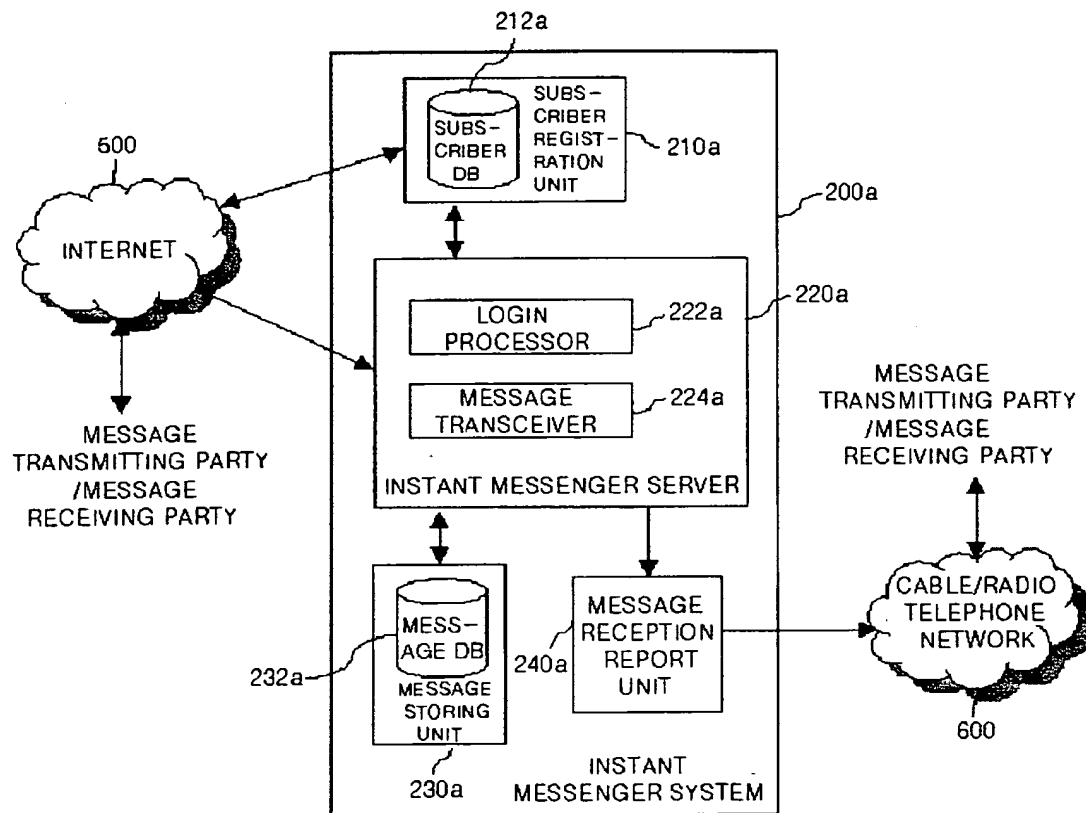 212a
SUBS-
CRIBER
DB
SUBS-
CRIBER
REGIST-
RATION
UNIT
210a
600
INTERNET
200a
220a
LOGIN
PROCESSOR
222a
MESSAGE
TRANSCEIVER
224a
INSTANT MESSENGER SERVER
MESSAGE
TRANSMITTING PARTY
/MESSAGE
RECEIVING PARTY
MESSAGE
TRANSMITTING PARTY
/MESSAGE
RECEIVING PARTY
MESS-
AGE DB
232a
MESSAGE
STORING
UNIT
230a
MESSAGE
RECEPTION
REPORT
UNIT
240a
CABLE/RADIO
TELEPHONE
NETWORK
600
INSTANT
MESSENGER SYSTEM